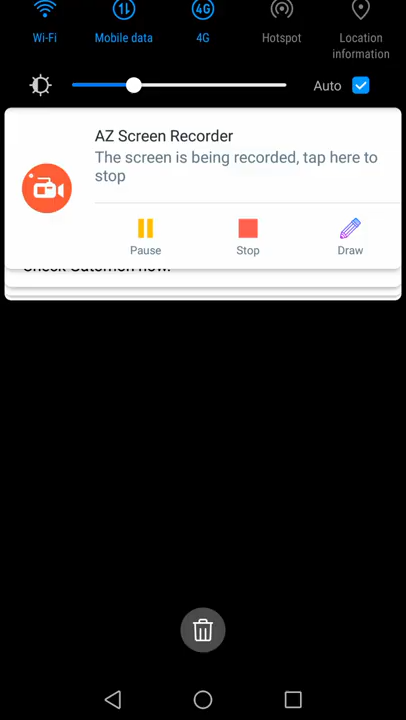 Wi-Fi
Mobile data
4G
Hotspot
Location information
Auto
AZ Screen Recorder
The screen is being recorded, tap here to
stop
Pause
Stop
Draw